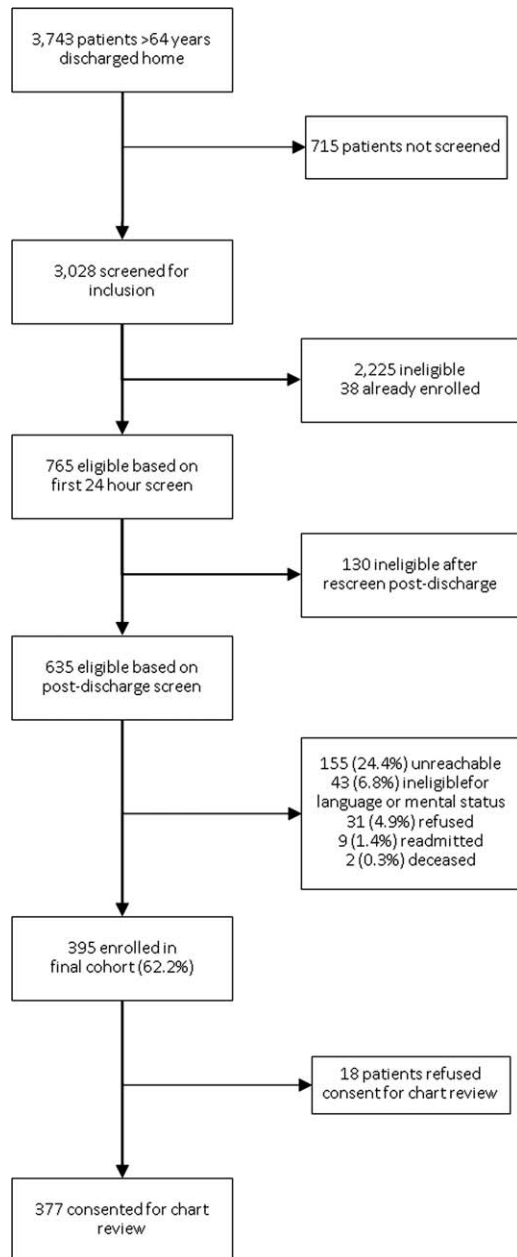 3,743 patients >64 years
discharged home
715 patients not screened
3,028 screened for
inclusion
2,225 ineligible
38 already enrolled
765 eligible based on
first 24 hour screen
130 ineligible after
rescreen post-discharge
635 eligible based on
post-discharge screen
155 (24.4%) unreachable
43 (6.8%) ineligiblefor
language or mental status
31 (4.9%) refused
9 (1.4%) readmitted
2 (0.3%) deceased
395 enrolled in
final cohort (62.2%)
18 patients refused
consent for chart review
377 consented for chart
review